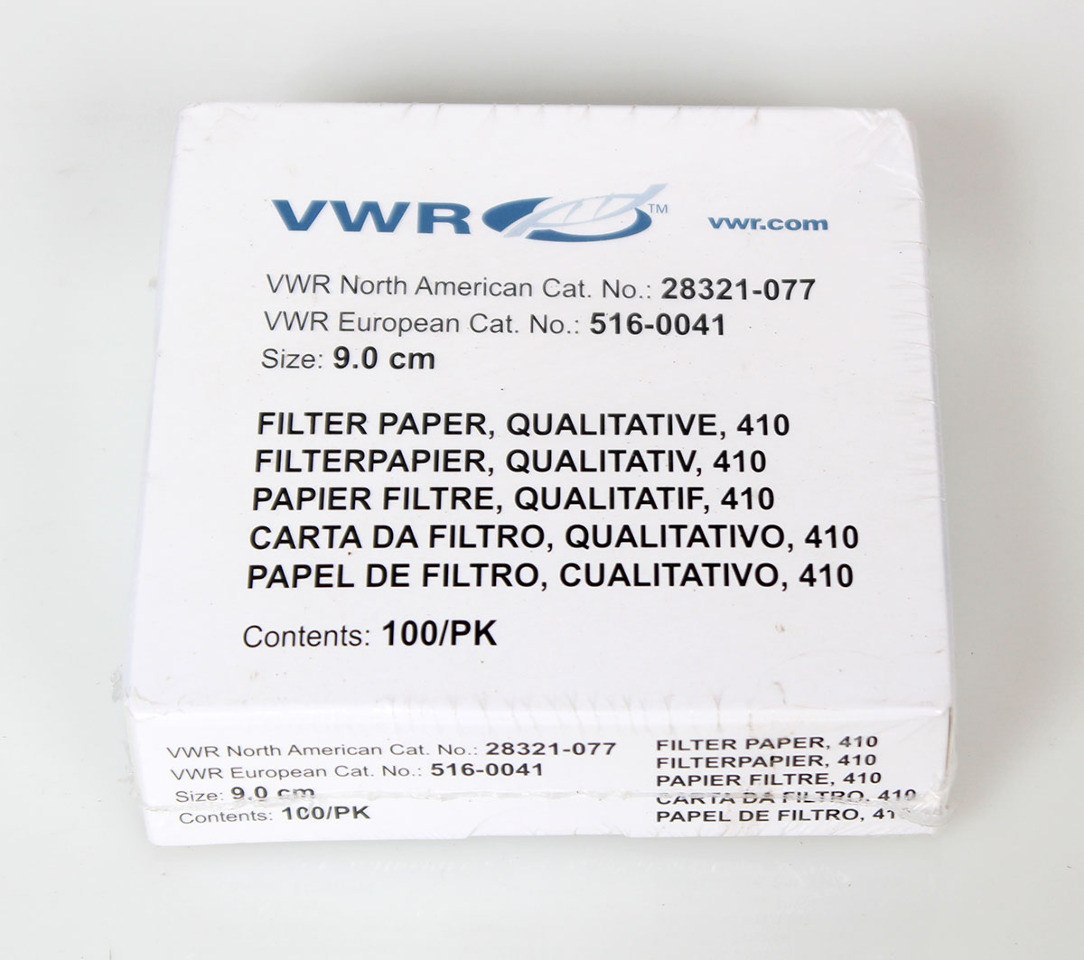 VWR TM vwr.com
VWR North American Cat. No.: 28321-077
VWR European Cat. No.: 516-0041
Size: 9.0 cm
FILTER PAPER, QUALITATIVE, 410
FILTERPAPIER, QUALITATIV, 410
PAPIER FILTRE, QUALITATIF, 410
CARTA DA FILTRO, QUALITATIVO, 410
PAPEL DE FILTRO, CUALITATIVO, 410
Contents: 100/PK
VWR North American Cat. No.: 28321-077
VWR European Cat. No.: 516-0041
Size: 9.0 cm
Contents: 100/PK
FILTER PAPER, 410
FILTERPAPIER, 410
PAPIER FILTRE, 410
CARTA DA FILTRO, 410
PAPEL DE FILTRO, 410